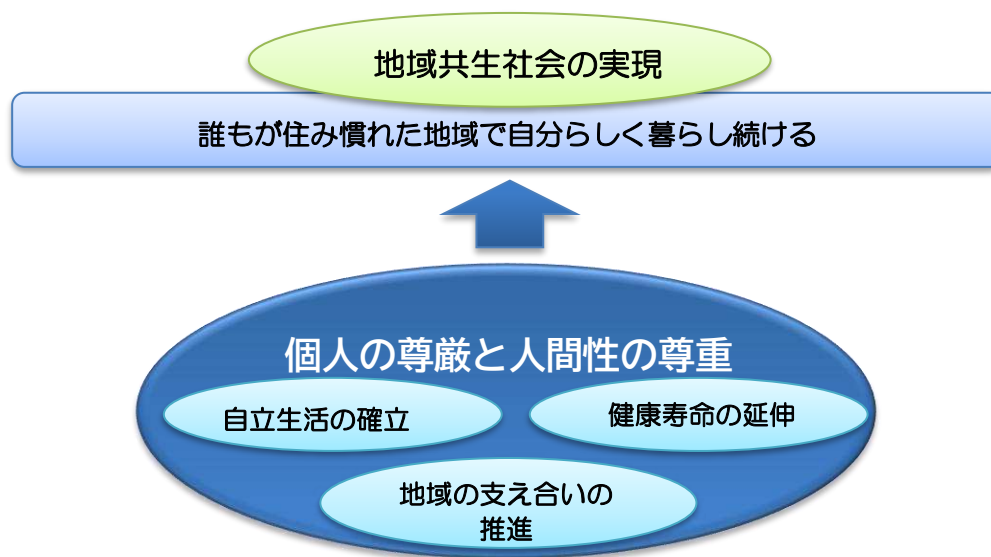 地域共生社会の実現
誰もが住み慣れた地域で自分らしく暮らし続ける
個人の尊厳と人間性の尊重
自立生活の確立
健康寿命の延伸
地域の支え合いの
推進